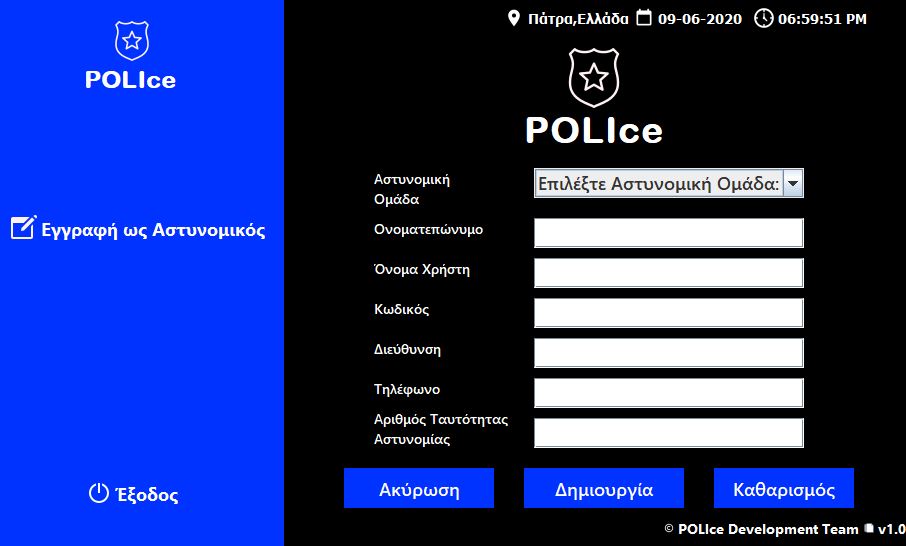 POLIce
Εγγραφή ως Αστυνομικός
Έξοδος
Πάτρα,Ελλάδα 09-06-2020 06:59:51 PM
POLIce
Αστυνομική
Ομάδα
Επιλέξτε Αστυνομική Ομάδα:
Ονοματεπώνυμο
Όνομα Χρήστη
Κωδικός
Διεύθυνση
Τηλέφωνο
Αριθμός Ταυτότητας
Αστυνομίας
Ακύρωση Δημιουργία Καθαρισμός
© POLIce Development Team v1.0